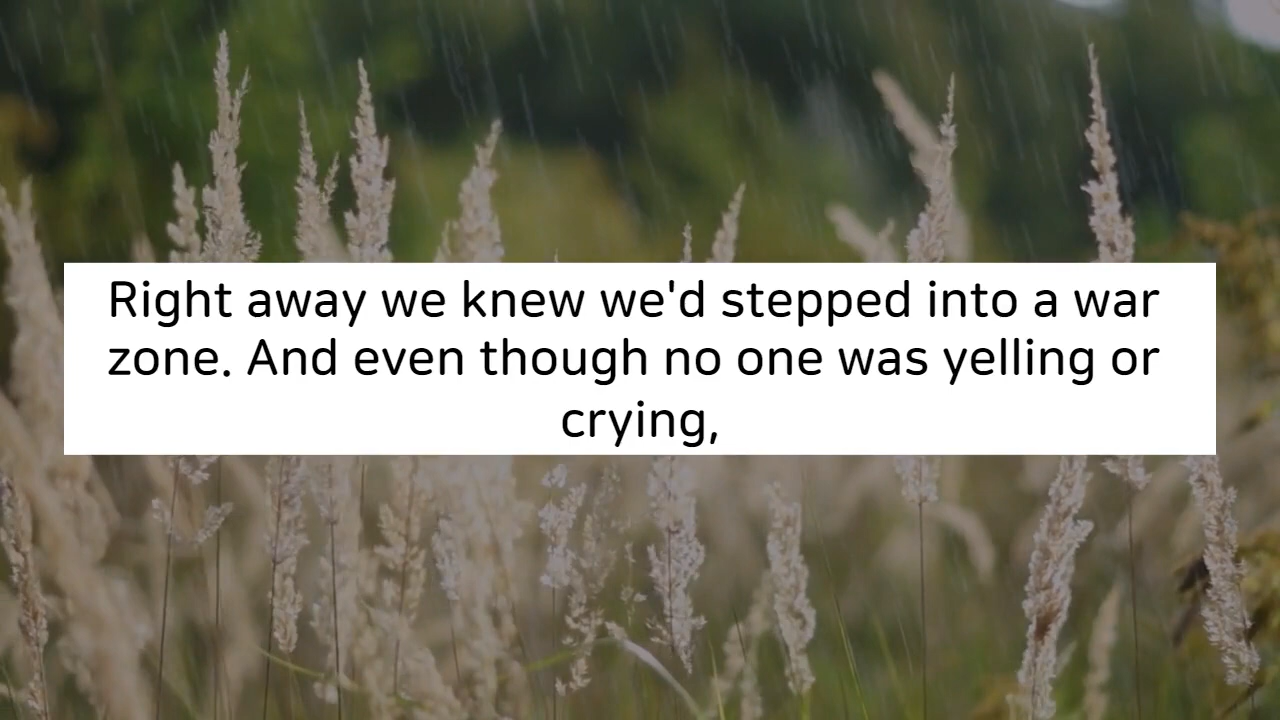 Right away we knew we'd stepped into a war
zone. And even though no one was yelling or
crying,